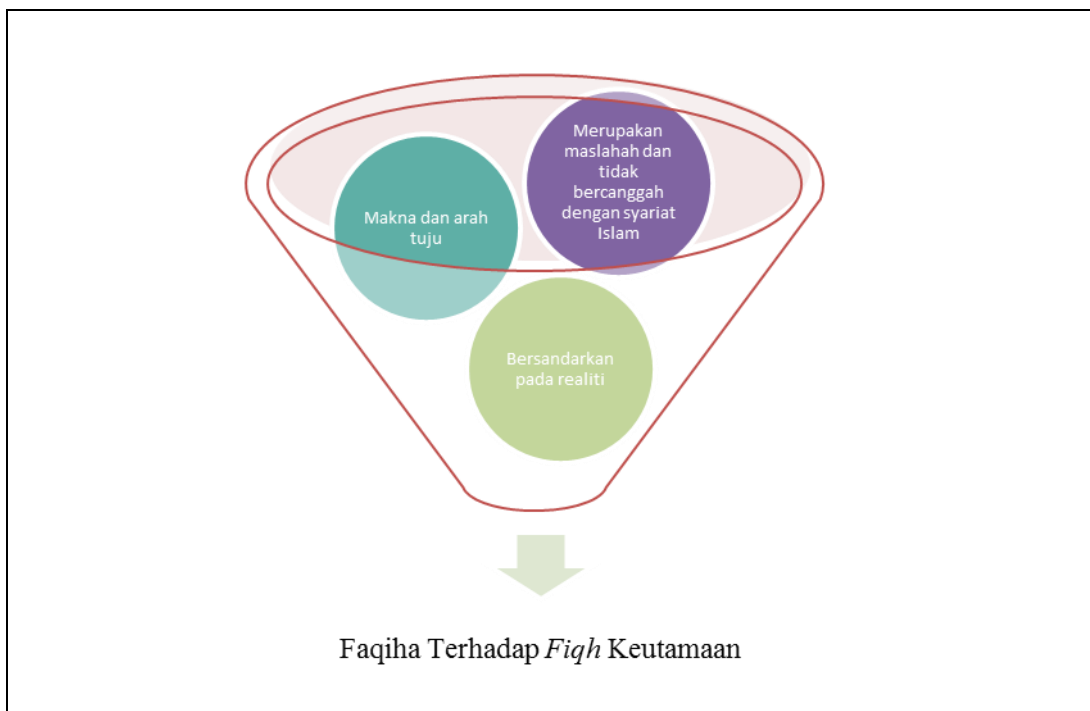 Merupakan
maslahah dan
tidak
bercanggah
dengan syariat
Islam
Makna dan arah
tuju
Bersandarkan
pada realiti
Faqiha Terhadap Fiqh Keutamaan